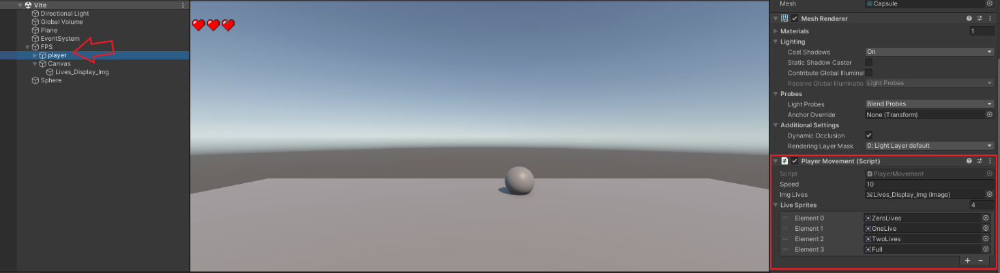 Vite
Directional Light
Global Volume
Plane
EventSystem
FPS
player
Canvas
Lives_Display_Img
Sphere
Mesh Capsule
Mesh Renderer
Materials 1
Lighting
Cast Shadows On
Static Shadow Caster
Contribute Global Illuminat
Receive Global Illuminatio Light Probes
Probes
Light Probes Blend Probes
Anchor Override None (Transform)
Additional Settings
Dynamic Occlusion
Rendering Layer Mask 0: Light Layer default
# Player Movement (Script)
Script PlayerMovement
Speed 10
Img Lives Lives_Display_Img (Image)
Live Sprites 4
Element 0 ZeroLives
Element 1 OneLive
Element 2 TwoLives
Element 3 Full
+ −